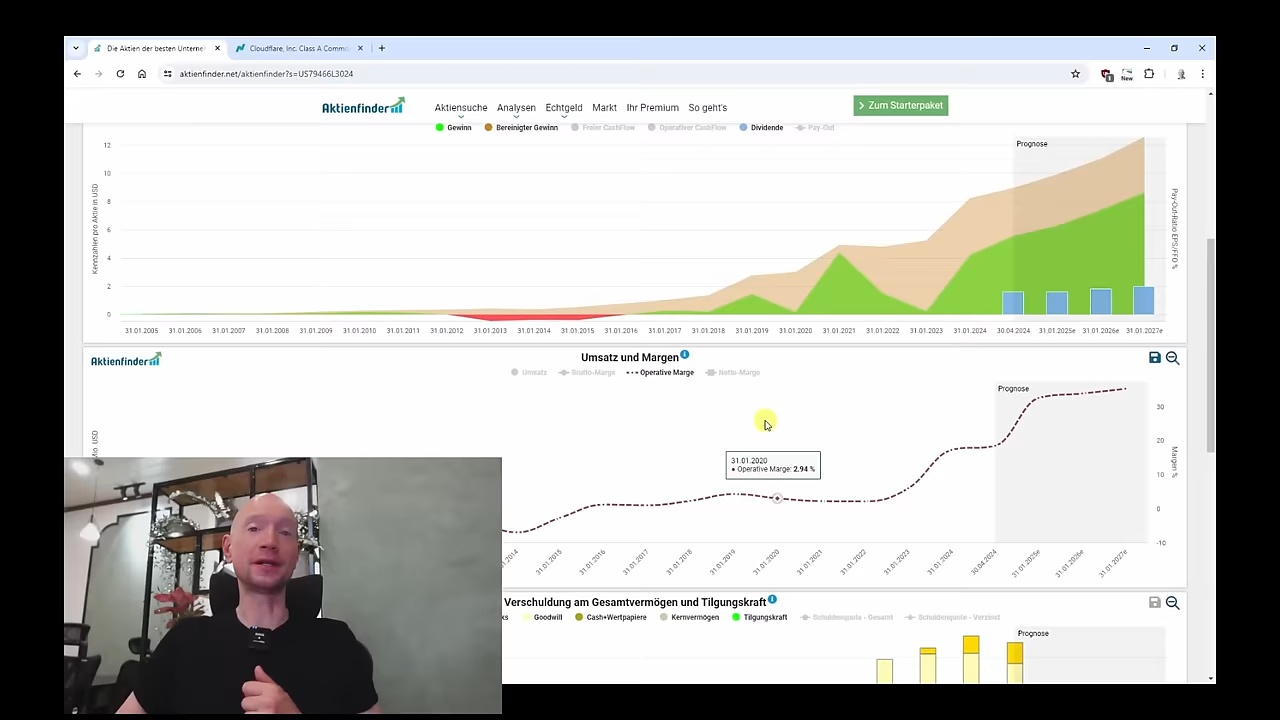 Die Aktien der besten Unterne
Cloudflare, Inc. Class A Comm
aktienfinder.net/aktienfinder?s=US79466L3024
New
Aktienfinder
Aktiensuche Analysen Echtgeld Markt Ihr Premium So geht's
Zum Starterpaket
Gewinn Bereinigter Gewinn Freier CashFlow Operativer CashFlow Dividende Pay-Out
Prognose
12
10
8
6
4
2
0
Kennzahlen pro Aktie in USD
Pay-Out-Ratio EPS/FFO %
31.01.2005 31.01.2006 31.01.2007 31.01.2008 31.01.2009 31.01.2010 31.01.2011 31.01.2012 31.01.2013 31.01.2014 31.01.2015 31.01.2016 31.01.2017 31.01.2018 31.01.2019 31.01.2020 31.01.2021 31.01.2022 31.01.2023 31.01.2024 30.04.2024 31.01.2025e 31.01.2026e 31.01.2027e
Aktienfinder
Umsatz und Margen
Umsatz Brutto-Marge Operative Marge Netto-Marge
Prognose
30
20
10
0
-10
Mio. USD
Margen %
31.01.2020
Operative Marge: 2.94 %
2014 31.01.2015 31.01.2016 31.01.2017 31.01.2018 31.01.2019 31.01.2020 31.01.2021 31.01.2022 31.01.2023 31.01.2024 30.04.2024 31.01.2025e 31.01.2026e 31.01.2027e
Verschuldung am Gesamtvermögen und Tilgungskraft
ks Goodwill Cash+Wertpapiere Kernvermögen Tilgungskraft Schuldenquote - Gesamt Schuldenquote - Verzinst
Prognose